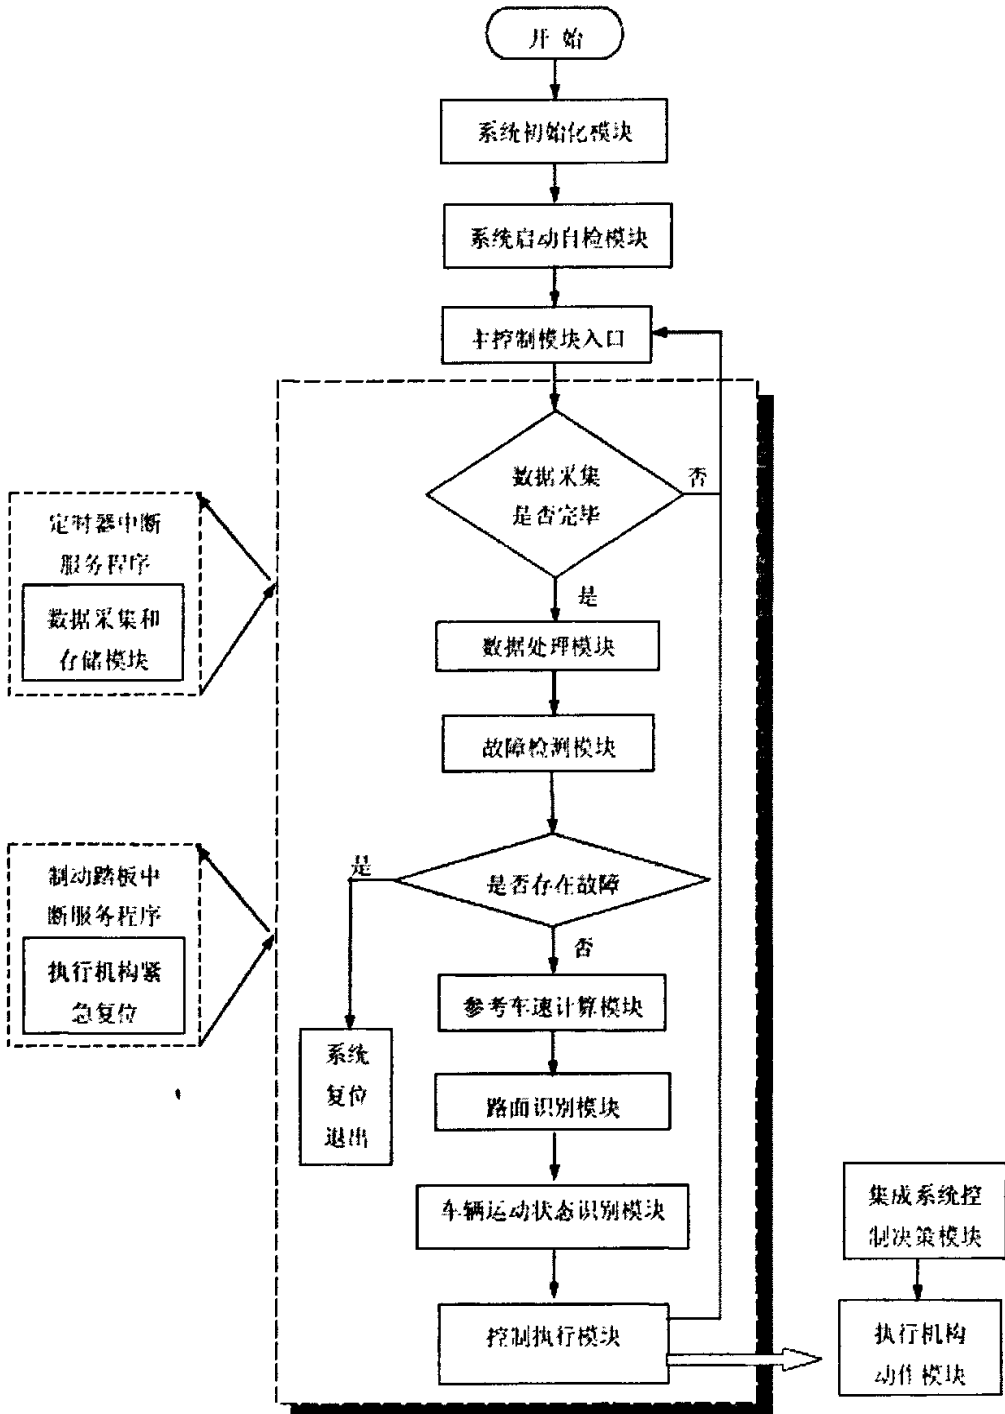 开始
系统初始化模块
系统启动自检模块
主控制模块入口
数据采集
是否完毕
否
是
定时器中断
服务程序
数据采集和
存储模块
数据处理模块
故障检测模块
是否存在故障
是
否
制动踏板中
断服务程序
执行机构紧
急复位
参考车速计算模块
系统
复位
退出
路面识别模块
车辆运动状态识别模块
控制执行模块
集成系统控
制决策模块
执行机构
动作模块